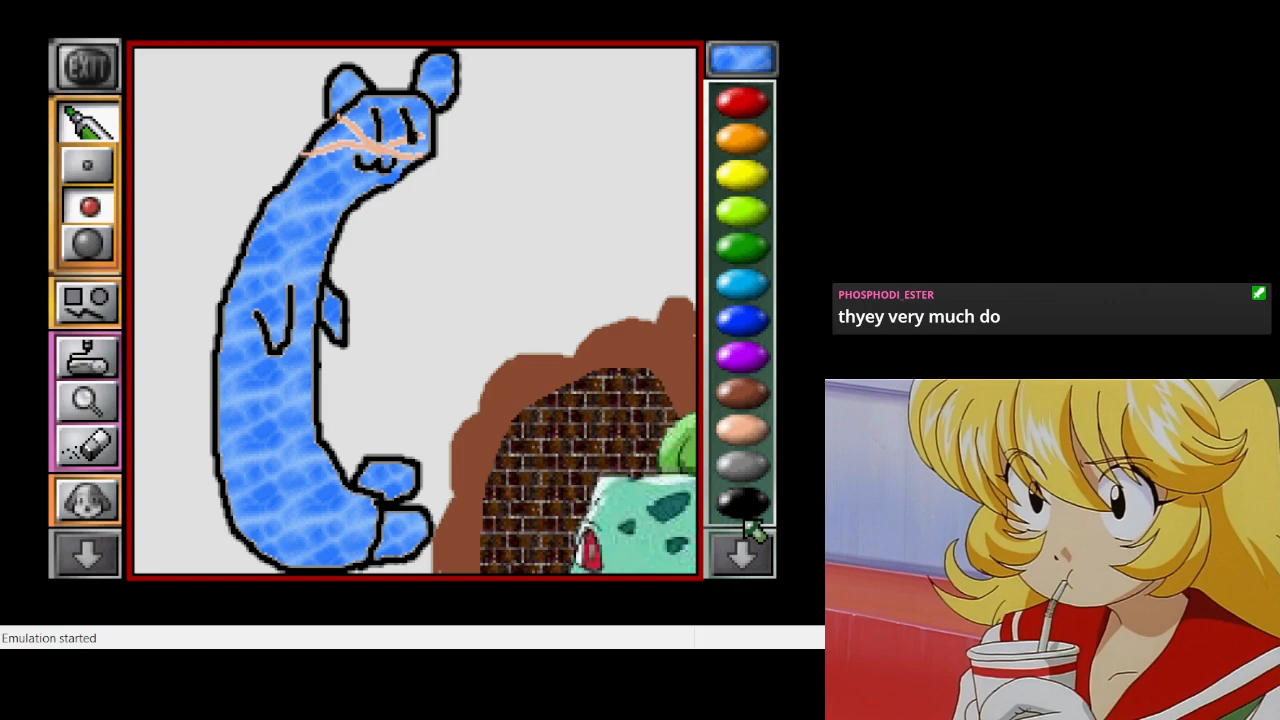 EXIT
PHOSPHODI_ESTER
thyey very much do
Emulation started